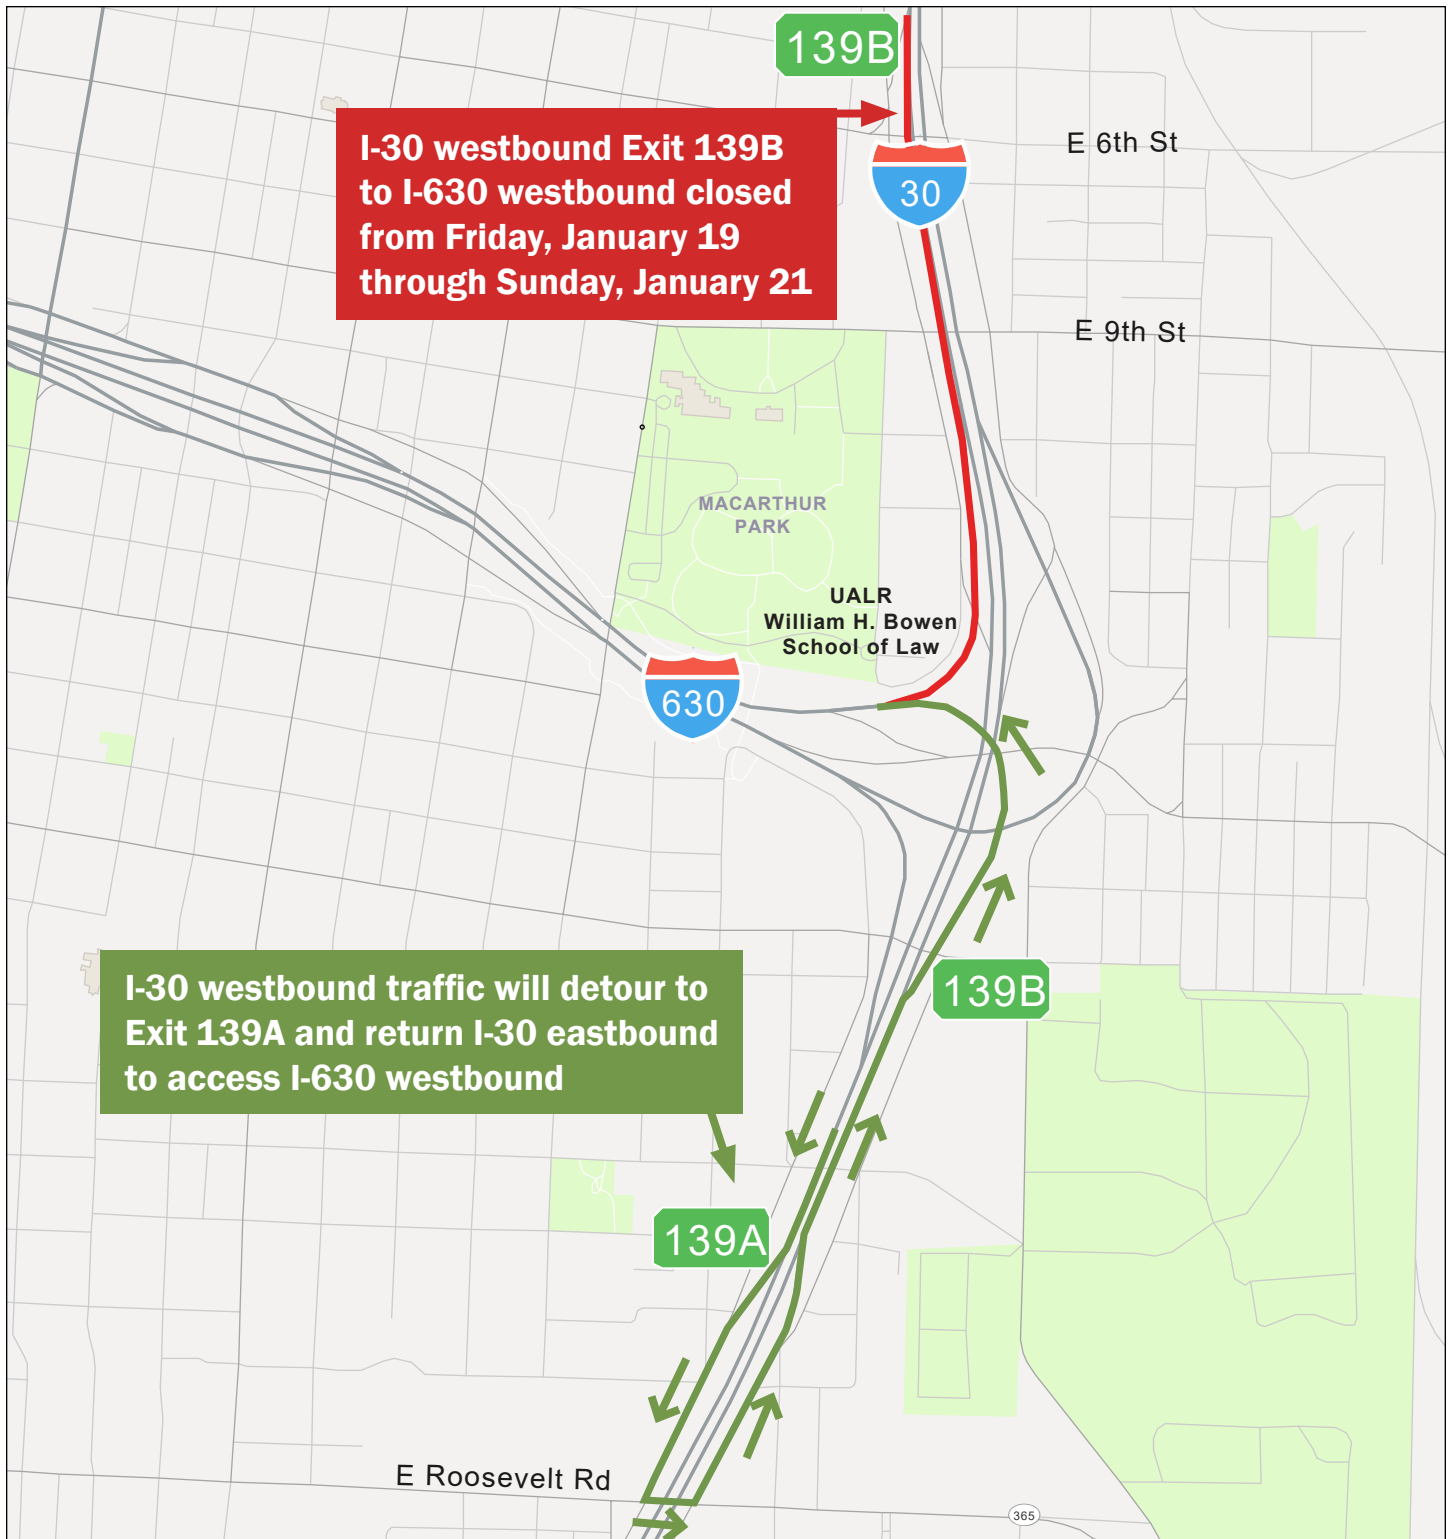 139B
I-30 westbound Exit 139B
to I-630 westbound closed
from Friday, January 19
through Sunday, January 21
E 6th St
30
E 9th St
MACARTHUR
PARK
UALR
William H. Bowen
School of Law
630
I-30 westbound traffic will detour to
Exit 139A and return I-30 eastbound
to access I-630 westbound
139B
139A
E Roosevelt Rd
365